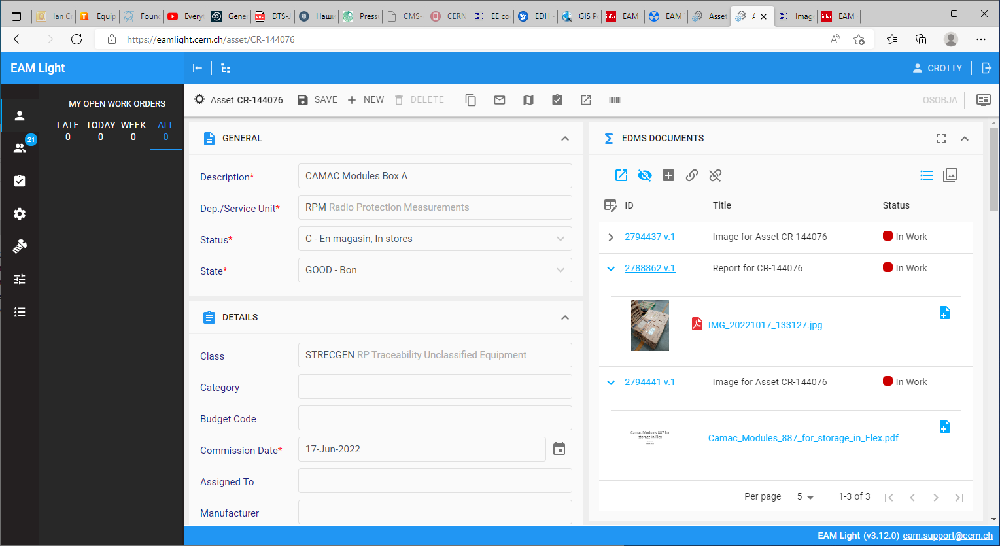 Ian C
Equip
Found
Every
Gene
DTS-
Наши
Press
CMS-
CERN
EE co
EDH -
GIS P
EAM
EAM
Asset
A
Imag
EAM
https://eamlight.cern.ch/asset/CR-144076
EAM Light
CROTTY
MY OPEN WORK ORDERS
LATE TODAY WEEK ALL
0 0 0 0
21
Asset CR-144076 SAVE NEW DELETE OSOBJA
GENERAL
Description* CAMAC Modules Box A
Dep./Service Unit* RPM Radio Protection Measurements
Status* C - En magasin, In stores
State* GOOD - Bon
DETAILS
Class STRECGEN RP Traceability Unclassified Equipment
Category
Budget Code
Commission Date* 17-Jun-2022
Assigned To
Manufacturer
EDMS DOCUMENTS
ID Title Status
2794437 v.1 Image for Asset CR-144076 In Work
2788862 v.1 Report for CR-144076 In Work
IMG_20221017_133127.jpg
2794441 v.1 Image for Asset CR-144076 In Work
Camac Modules 887 for
storage in Flex
Camac_Modules_887_for_storage_in_Flex.pdf
Per page 5 1-3 of 3
EAM Light (v3.12.0) eam.support@cern.ch